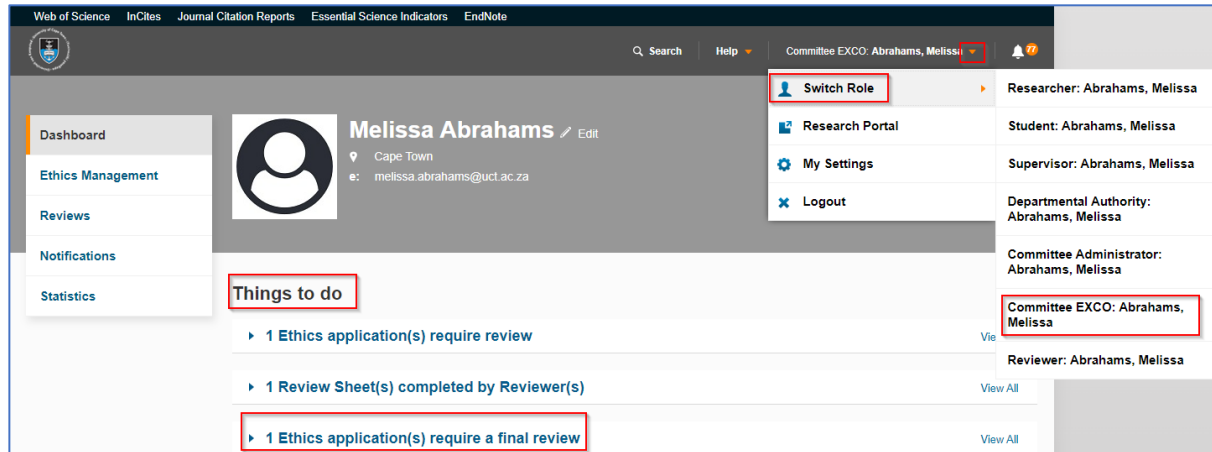 Web of Science InCites Journal Citation Reports Essential Science Indicators EndNote
Search Help Committee EXCO: Abrahams, Melissa 77
Switch Role
Research Portal
My Settings
Logout
Researcher: Abrahams, Melissa
Student: Abrahams, Melissa
Supervisor: Abrahams, Melissa
Departmental Authority:
Abrahams, Melissa
Committee Administrator:
Abrahams, Melissa
Committee EXCO: Abrahams,
Melissa
Reviewer: Abrahams, Melissa
Dashboard
Ethics Management
Reviews
Notifications
Statistics
Melissa Abrahams Edit
Cape Town
e: melissa.abrahams@uct.ac.za
Things to do
1 Ethics application(s) require review
1 Review Sheet(s) completed by Reviewer(s) View All
1 Ethics application(s) require a final review View All